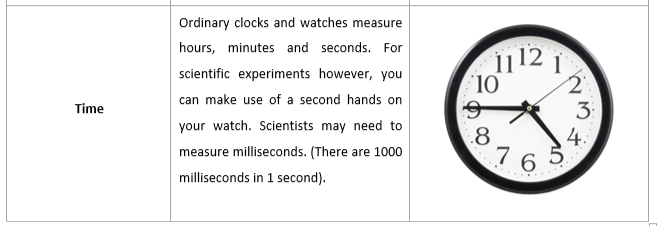 Time
Ordinary clocks and watches measure
hours, minutes and seconds. For
scientific experiments however, you
can make use of a second hands on
your watch. Scientists may need to
measure milliseconds. (There are 1000
milliseconds in 1 second).
12
1
2
3
4
5
6
7
8
9
10
11